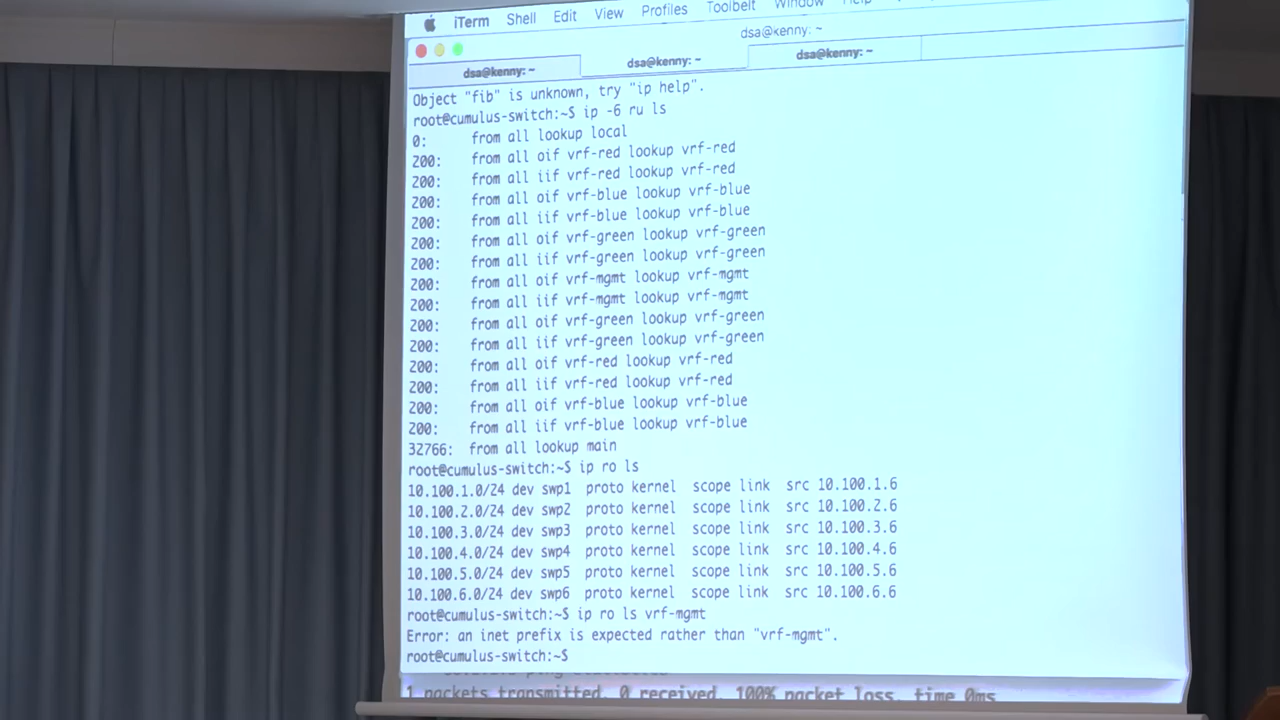 iTerm Shell Edit View Profiles Toolbelt Window Help
dsa@kenny: ~
dsa@kenny: ~ dsa@kenny: ~ dsa@kenny: ~
Object "fib" is unknown, try "ip help".
root@cumulus-switch:~$ ip -6 ru ls
0: from all lookup local
200: from all oif vrf-red lookup vrf-red
200: from all iif vrf-red lookup vrf-red
200: from all oif vrf-blue lookup vrf-blue
200: from all iif vrf-blue lookup vrf-blue
200: from all oif vrf-green lookup vrf-green
200: from all iif vrf-green lookup vrf-green
200: from all oif vrf-mgmt lookup vrf-mgmt
200: from all iif vrf-mgmt lookup vrf-mgmt
200: from all oif vrf-green lookup vrf-green
200: from all iif vrf-green lookup vrf-green
200: from all oif vrf-red lookup vrf-red
200: from all iif vrf-red lookup vrf-red
200: from all oif vrf-blue lookup vrf-blue
200: from all iif vrf-blue lookup vrf-blue
32766: from all lookup main
root@cumulus-switch:~$ ip ro ls
10.100.1.0/24 dev swp1 proto kernel scope link src 10.100.1.6
10.100.2.0/24 dev swp2 proto kernel scope link src 10.100.2.6
10.100.3.0/24 dev swp3 proto kernel scope link src 10.100.3.6
10.100.4.0/24 dev swp4 proto kernel scope link src 10.100.4.6
10.100.5.0/24 dev swp5 proto kernel scope link src 10.100.5.6
10.100.6.0/24 dev swp6 proto kernel scope link src 10.100.6.6
root@cumulus-switch:~$ ip ro ls vrf-mgmt
Error: an inet prefix is expected rather than "vrf-mgmt".
root@cumulus-switch:~$
1 packets transmitted, 0 received, 100% packet loss, time 0ms